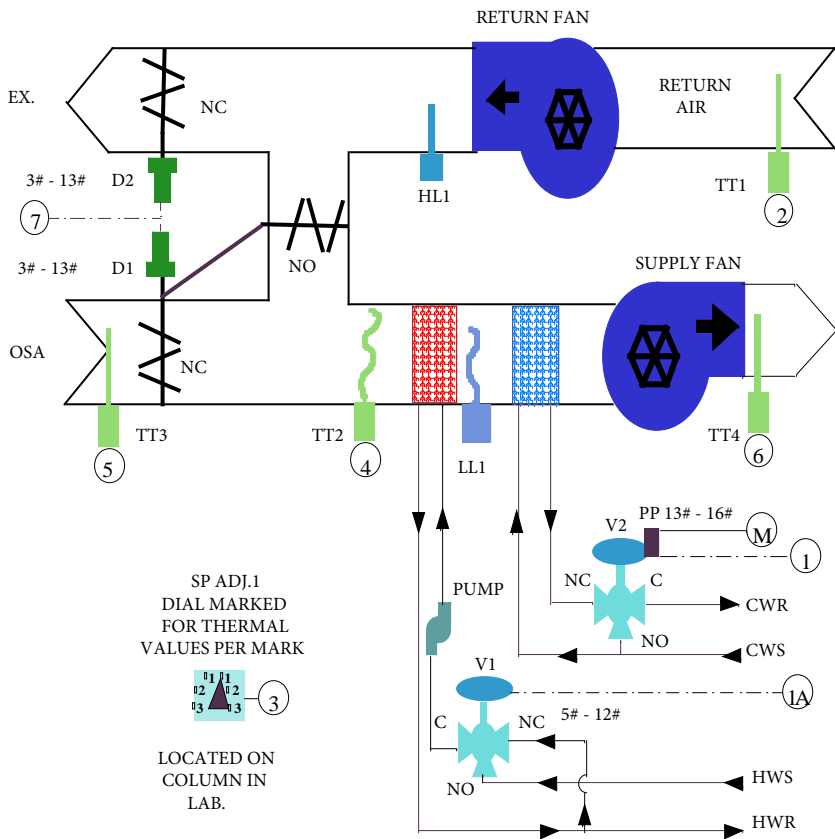 RETURN FAN
EX.
NC
RETURN
AIR
3# - 13#
D2
HL1
TT1
7
2
NO
3# - 13#
D1
SUPPLY FAN
OSA
NC
TT3
TT2
LL1
TT4
5
4
6
V2
PP 13# - 16#
M
1
NC
C
CWR
NO
CWS
PUMP
SP ADJ.1
DIAL MARKED
FOR THERMAL
VALUES PER MARK
1 1
2 2
3 3
3
LOCATED ON
COLUMN IN
LAB.
V1
1A
5# - 12#
C
NC
NO
HWS
HWR